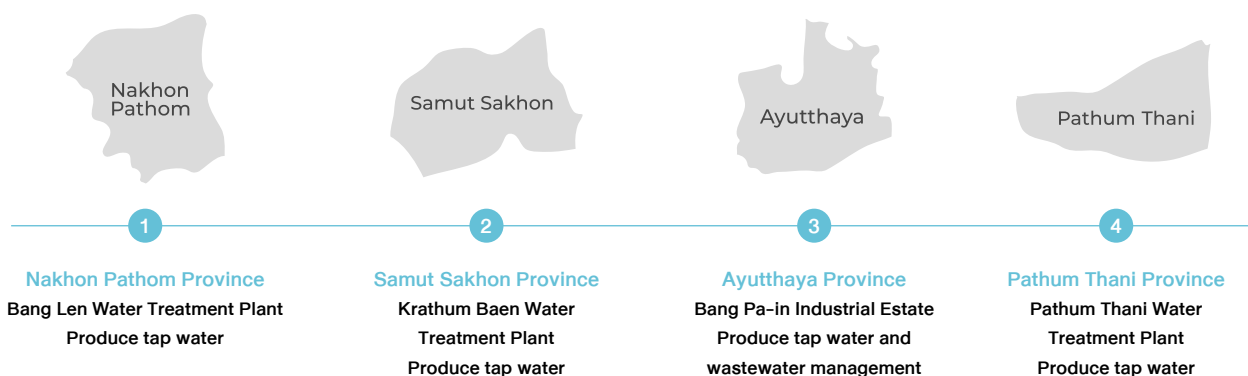 Nakhon
Pathom
Samut Sakhon
Ayutthaya
Pathum Thani
1
2
3
4
Nakhon Pathom Province
Bang Len Water Treatment Plant
Produce tap water
Samut Sakhon Province
Krathum Baen Water
Treatment Plant
Produce tap water
Ayutthaya Province
Bang Pa-in Industrial Estate
Produce tap water and
wastewater management
Pathum Thani Province
Pathum Thani Water
Treatment Plant
Produce tap water